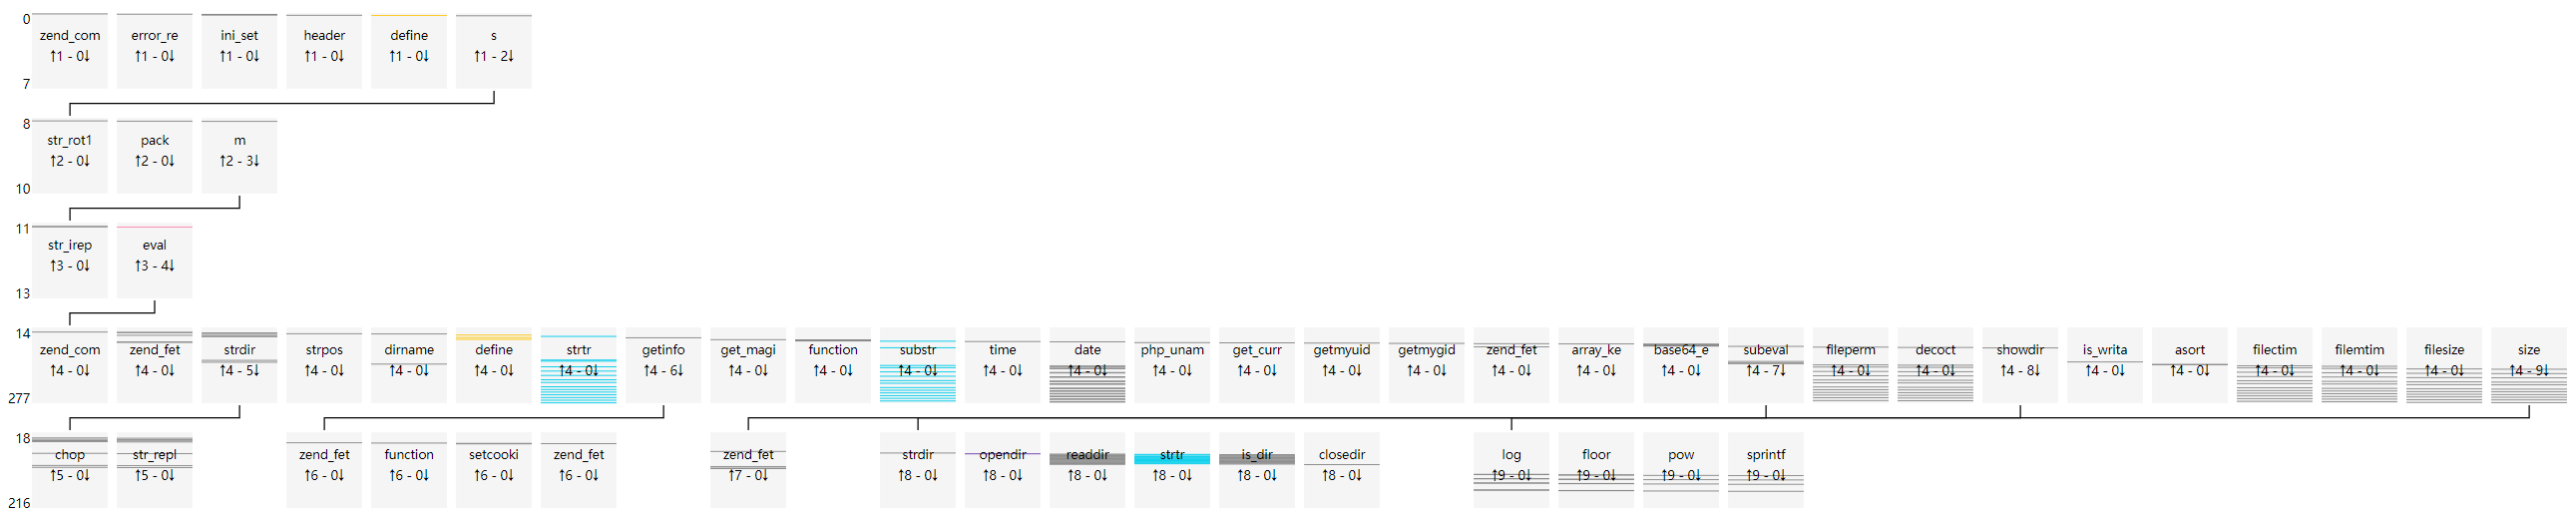 0
zend_com error_re ini_set header define s
↑1 - 0↓ ↑1 - 0↓ ↑1 - 0↓ ↑1 - 0↓ ↑1 - 0↓ ↑1 - 2↓
7
8
str_rot1 pack m
↑2 - 0↓ ↑2 - 0↓ ↑2 - 3↓
10
11
str_irep eval
↑3 - 0↓ ↑3 - 4↓
13
14
zend_com zend_fet strdir strpos dirname define strtr getinfo get_magi function substr time date php_unam get_curr getmyuid getmygid zend_fet array_ke base64_e subeval fileperm decoct showdir is_writa asort filectim filemtim filesize size
↑4 - 0↓ ↑4 - 0↓ ↑4 - 5↓ ↑4 - 0↓ ↑4 - 0↓ ↑4 - 0↓ ↑4 - 0↓ ↑4 - 6↓ ↑4 - 0↓ ↑4 - 0↓ ↑4 - 0↓ ↑4 - 0↓ ↑4 - 0↓ ↑4 - 0↓ ↑4 - 0↓ ↑4 - 0↓ ↑4 - 0↓ ↑4 - 0↓ ↑4 - 0↓ ↑4 - 0↓ ↑4 - 7↓ ↑4 - 0↓ ↑4 - 0↓ ↑4 - 8↓ ↑4 - 0↓ ↑4 - 0↓ ↑4 - 0↓ ↑4 - 0↓ ↑4 - 0↓ ↑4 - 9↓
277
18
chop str_repl zend_fet function setcooki zend_fet zend_fet strdir opendir readdir strtr is_dir closedir log floor pow sprintf
↑5 - 0↓ ↑5 - 0↓ ↑6 - 0↓ ↑6 - 0↓ ↑6 - 0↓ ↑6 - 0↓ ↑7 - 0↓ ↑8 - 0↓ ↑8 - 0↓ ↑8 - 0↓ ↑8 - 0↓ ↑8 - 0↓ ↑8 - 0↓ ↑9 - 0↓ ↑9 - 0↓ ↑9 - 0↓ ↑9 - 0↓
216